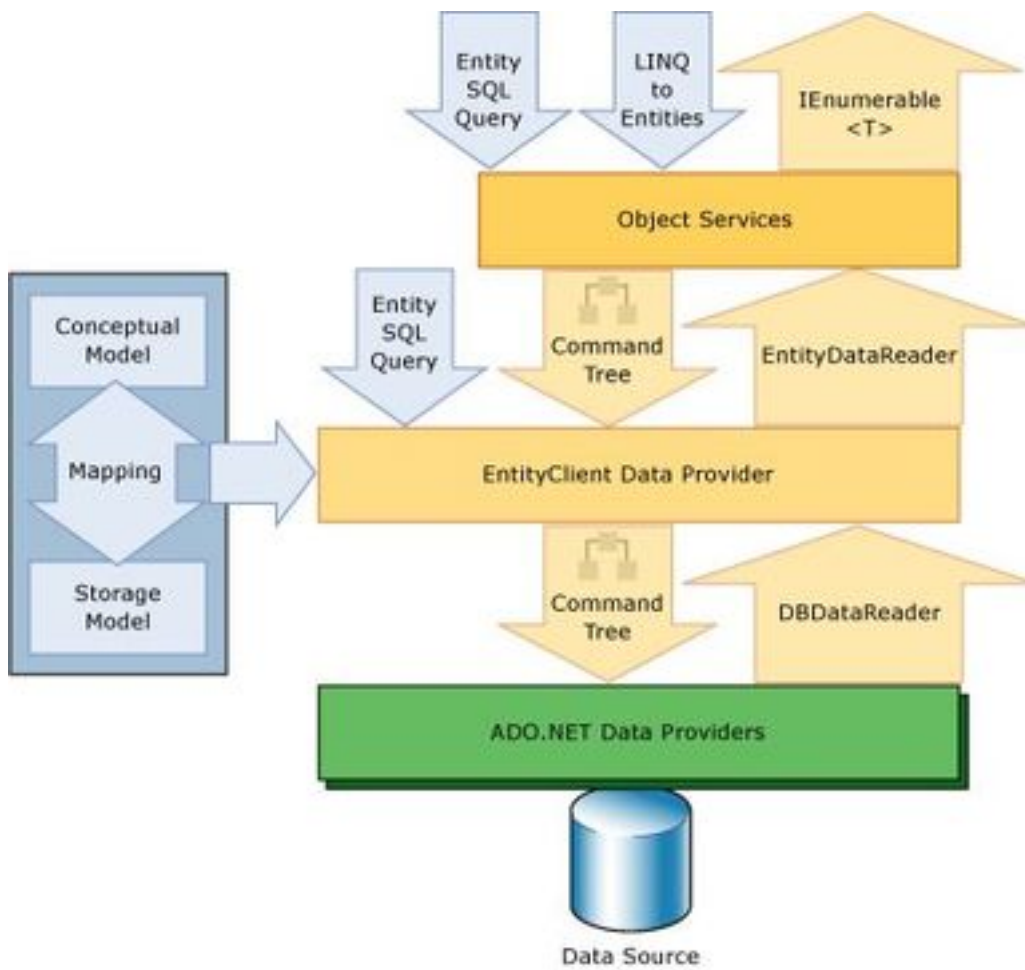 Entity
SQL
Query
LINQ
to
Entities
IEnumerable
<T>
Object Services
Conceptual
Model
Mapping
Storage
Model
Entity
SQL
Query
Command
Tree
EntityDataReader
EntityClient Data Provider
Command
Tree
DBDataReader
ADO.NET Data Providers
Data Source